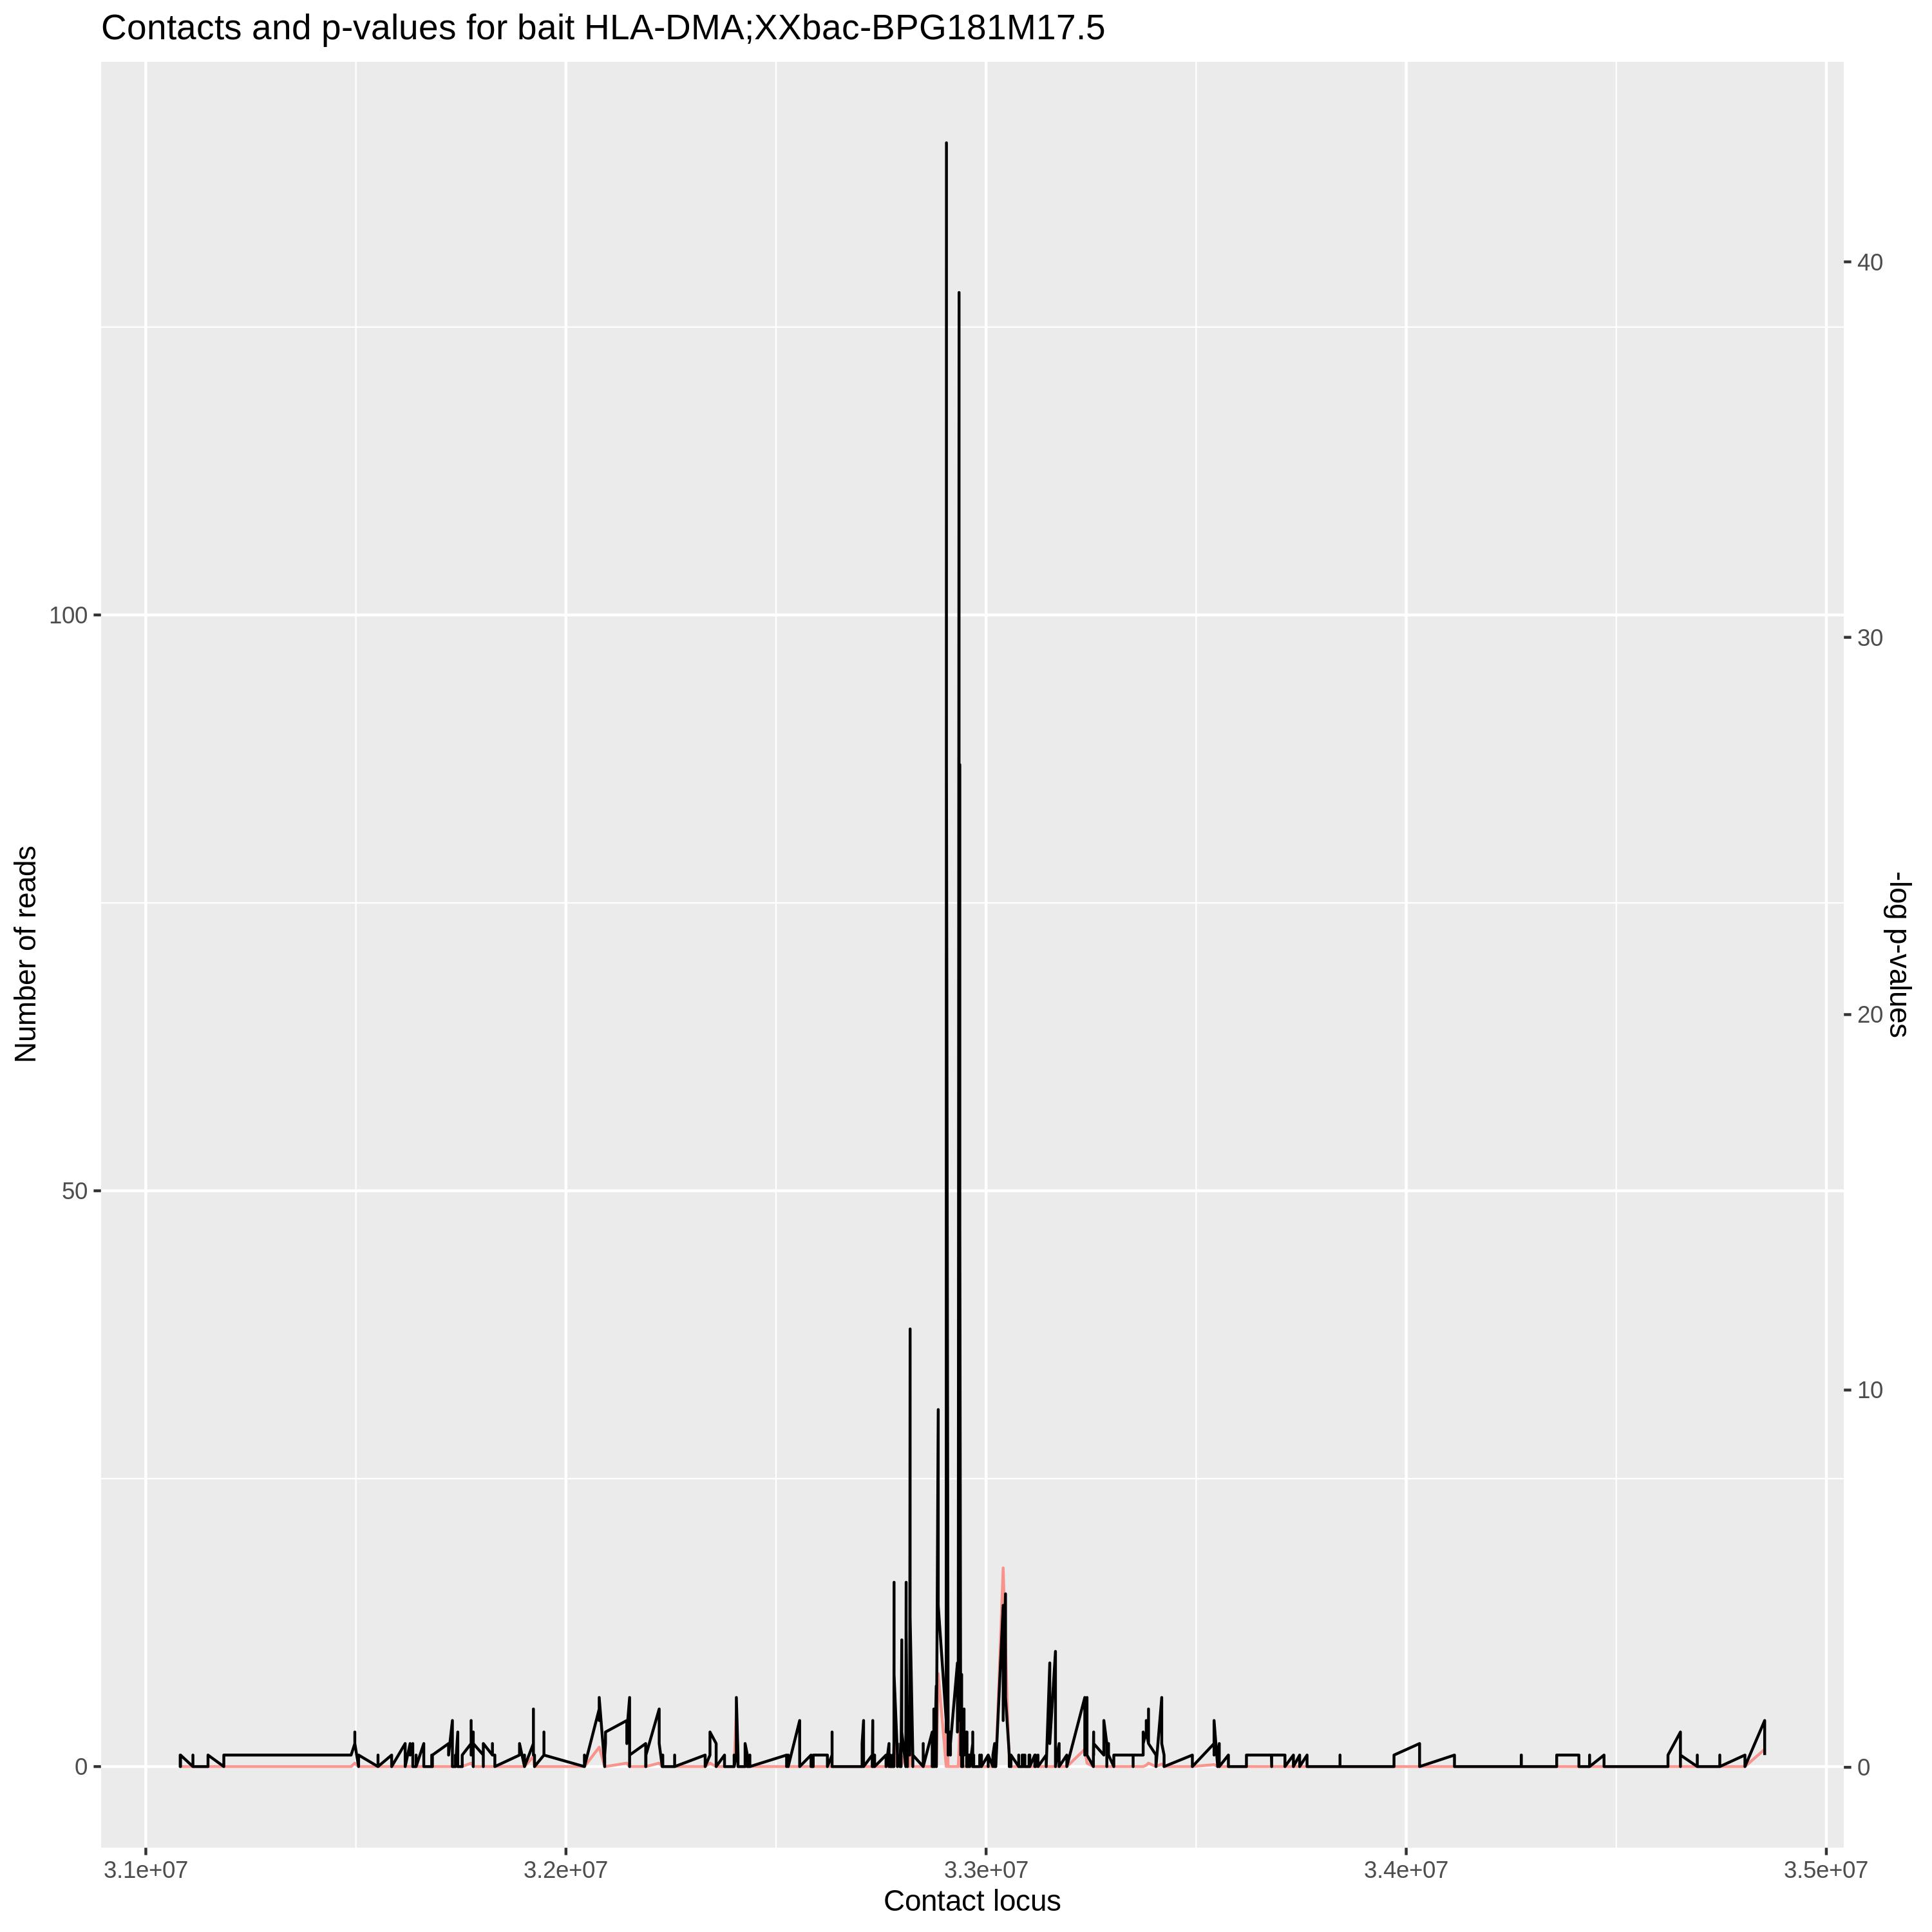 Contacts and p-values for bait HLA-DMA;XXbac-BPG181M17.5
Number of reads
100
50
0
40
30
20
10
0
-log p-values
3.1e+07 3.2e+07 3.3e+07 3.4e+07 3.5e+07
Contact locus